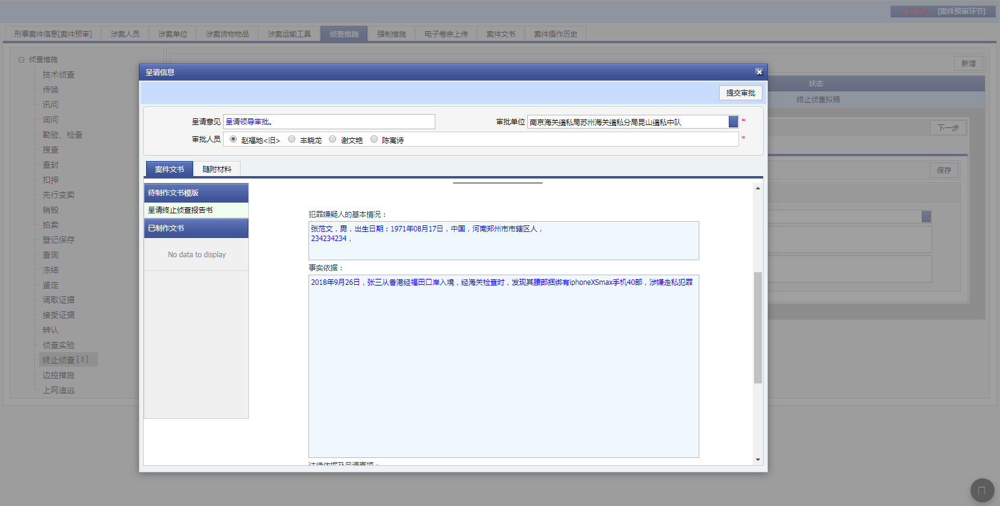 [案件预审环节]
刑事案件信息[案件预审]
涉案人员
涉案单位
涉案货物物品
涉案运输工具
侦查措施
强制措施
电子卷宗上传
案件文书
案件操作历史
侦查措施
技术侦查
传唤
讯问
询问
勘验、检查
搜查
查封
扣押
先行变卖
销毁
拍卖
登记保存
查询
冻结
鉴定
调取证据
接受证据
辨认
侦查实验
终止侦查[1]
边控措施
上网追逃
新增
状态
终止侦查拟稿
下一步
保存
呈请信息
提交审批
呈请意见 呈请领导审批。
审批单位 南京海关缉私局苏州海关缉私分局昆山缉私中队 *
审批人员 赵福地<旧> 丰晓龙 谢文艳 陈寓诗 *
案件文书 随附材料
待制作文书模版
呈请终止侦查报告书
已制作文书
No data to display
犯罪嫌疑人的基本情况：
张范文，男，出生日期：1971年08月17日，中国，河南郑州市市辖区人，
234234234，
事实依据：
2018年9月26日，张三从香港经福田口岸入境，经海关检查时，发现其腰部捆绑有iphoneXSmax手机40部，涉嫌走私犯罪
法律依据及呈请事项：